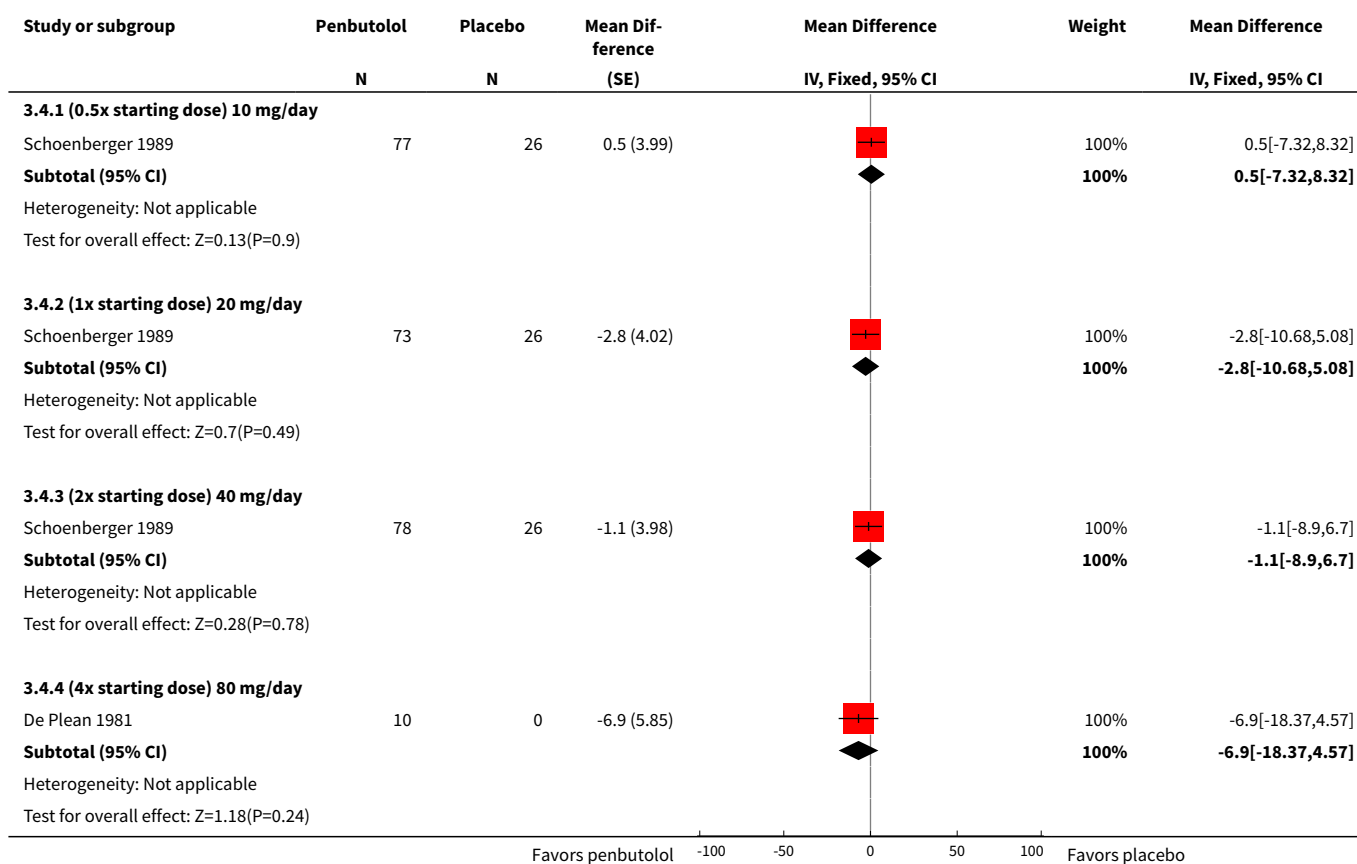 Study or subgroup Penbutolol Placebo Mean Dif- Mean Difference Weight Mean Difference
ference
N N (SE) IV, Fixed, 95% CI IV, Fixed, 95% CI
3.4.1 (0.5x starting dose) 10 mg/day
Schoenberger 1989 77 26 0.5 (3.99) 100% 0.5[-7.32,8.32]
Subtotal (95% CI) 100% 0.5[-7.32,8.32]
Heterogeneity: Not applicable
Test for overall effect: Z=0.13(P=0.9)
3.4.2 (1x starting dose) 20 mg/day
Schoenberger 1989 73 26 -2.8 (4.02) 100% -2.8[-10.68,5.08]
Subtotal (95% CI) 100% -2.8[-10.68,5.08]
Heterogeneity: Not applicable
Test for overall effect: Z=0.7(P=0.49)
3.4.3 (2x starting dose) 40 mg/day
Schoenberger 1989 78 26 -1.1 (3.98) 100% -1.1[-8.9,6.7]
Subtotal (95% CI) 100% -1.1[-8.9,6.7]
Heterogeneity: Not applicable
Test for overall effect: Z=0.28(P=0.78)
3.4.4 (4x starting dose) 80 mg/day
De Plean 1981 10 0 -6.9 (5.85) 100% -6.9[-18.37,4.57]
Subtotal (95% CI) 100% -6.9[-18.37,4.57]
Heterogeneity: Not applicable
Test for overall effect: Z=1.18(P=0.24)
Favors penbutolol -100 -50 0 50 100 Favors placebo